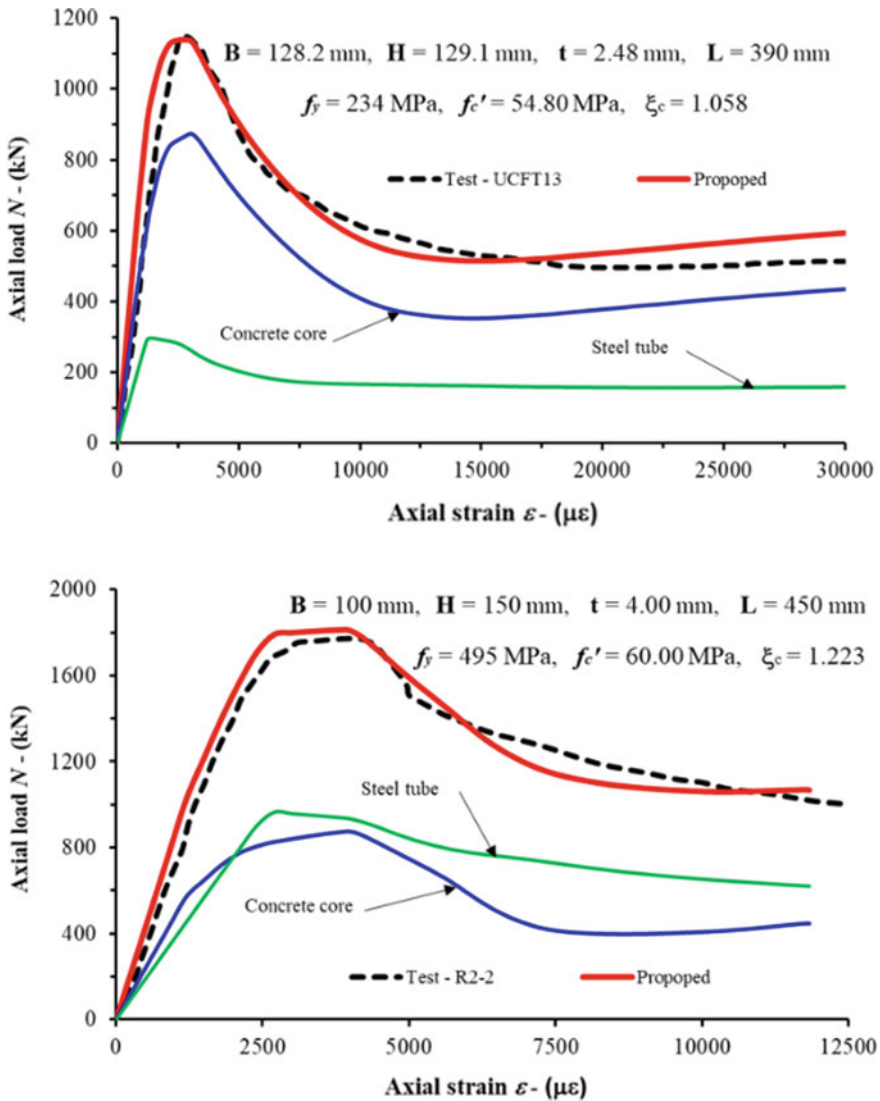 1200
B = 128.2 mm, H = 129.1 mm, t = 2.48 mm, L = 390 mm
1000
fy = 234 MPa, fc′ = 54.80 MPa, ξc = 1.058
800
Test - UCFT13 Propoped
600
400
Concrete core
Steel tube
200
0
Axial load N - (kN)
0 5000 10000 15000 20000 25000 30000
Axial strain ε - (με)
2000
B = 100 mm, H = 150 mm, t = 4.00 mm, L = 450 mm
fy = 495 MPa, fc′ = 60.00 MPa, ξc = 1.223
1600
1200
Steel tube
800
Concrete core
400
Test - R2-2 Propoped
0
Axial load N - (kN)
0 2500 5000 7500 10000 12500
Axial strain ε - (με)